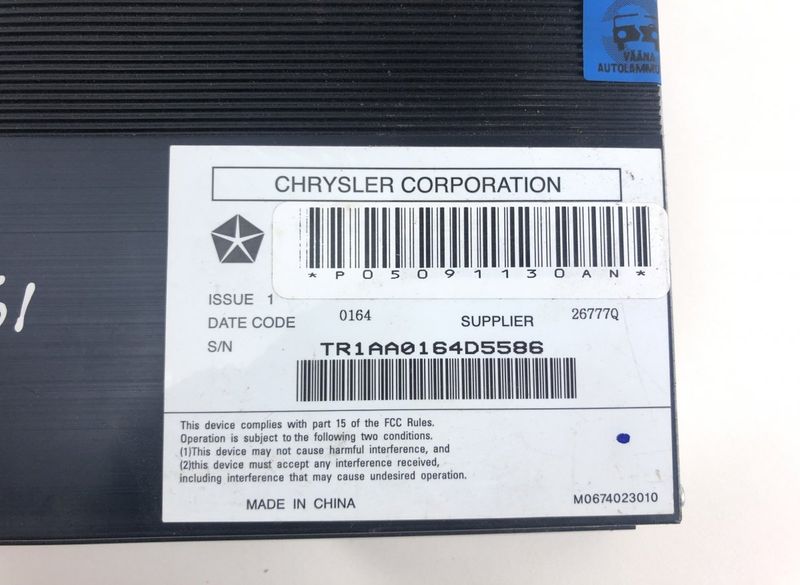 VÄÄNA
CHRYSLER CORPORATION
*P05091130AN*
ISSUE 1
DATE CODE 0164 SUPPLIER 26777Q
S/N TR1AA0164D5586
This device complies with part 15 of the FCC Rules.
Operation is subject to the following two conditions.
(1)This device may not cause harmful interference, and
(2)this device must accept any interference received,
including interference that may cause undesired operation.
MADE IN CHINA
M0674023010